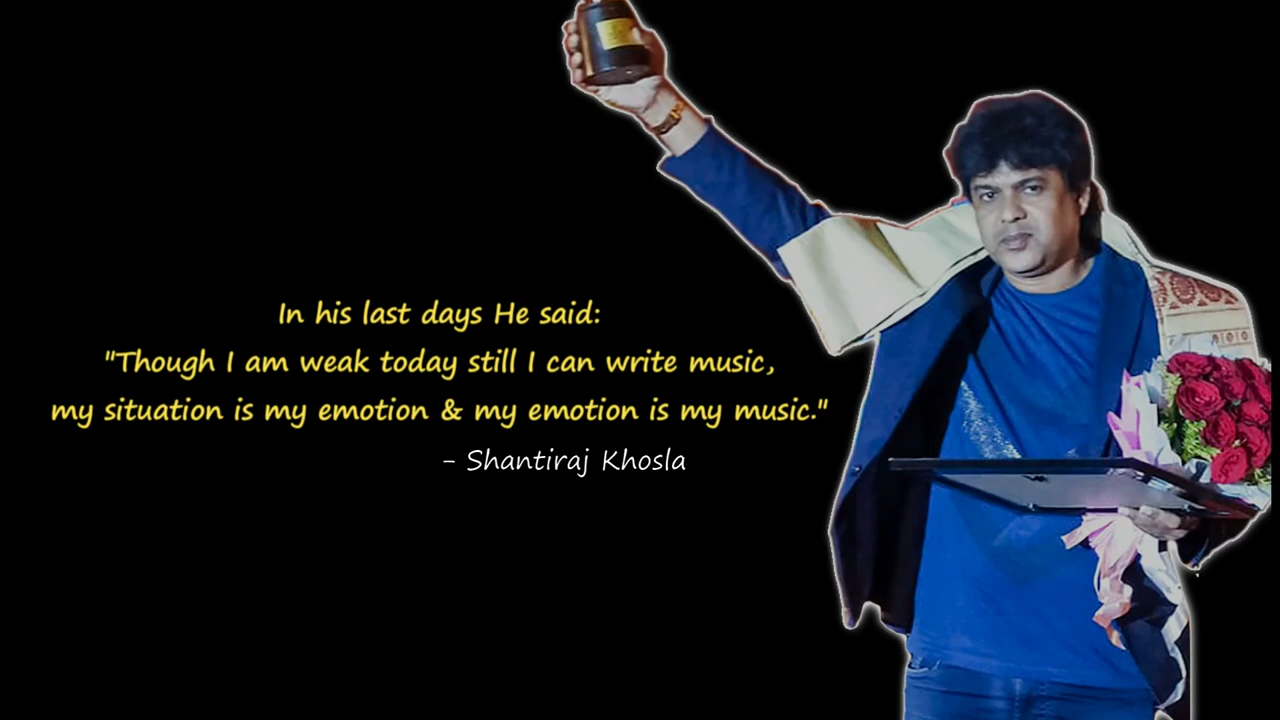 In his last days He said:
"Though I am weak today still I can write music,
my situation is my emotion & my emotion is my music."
- Shantiraj Khosla